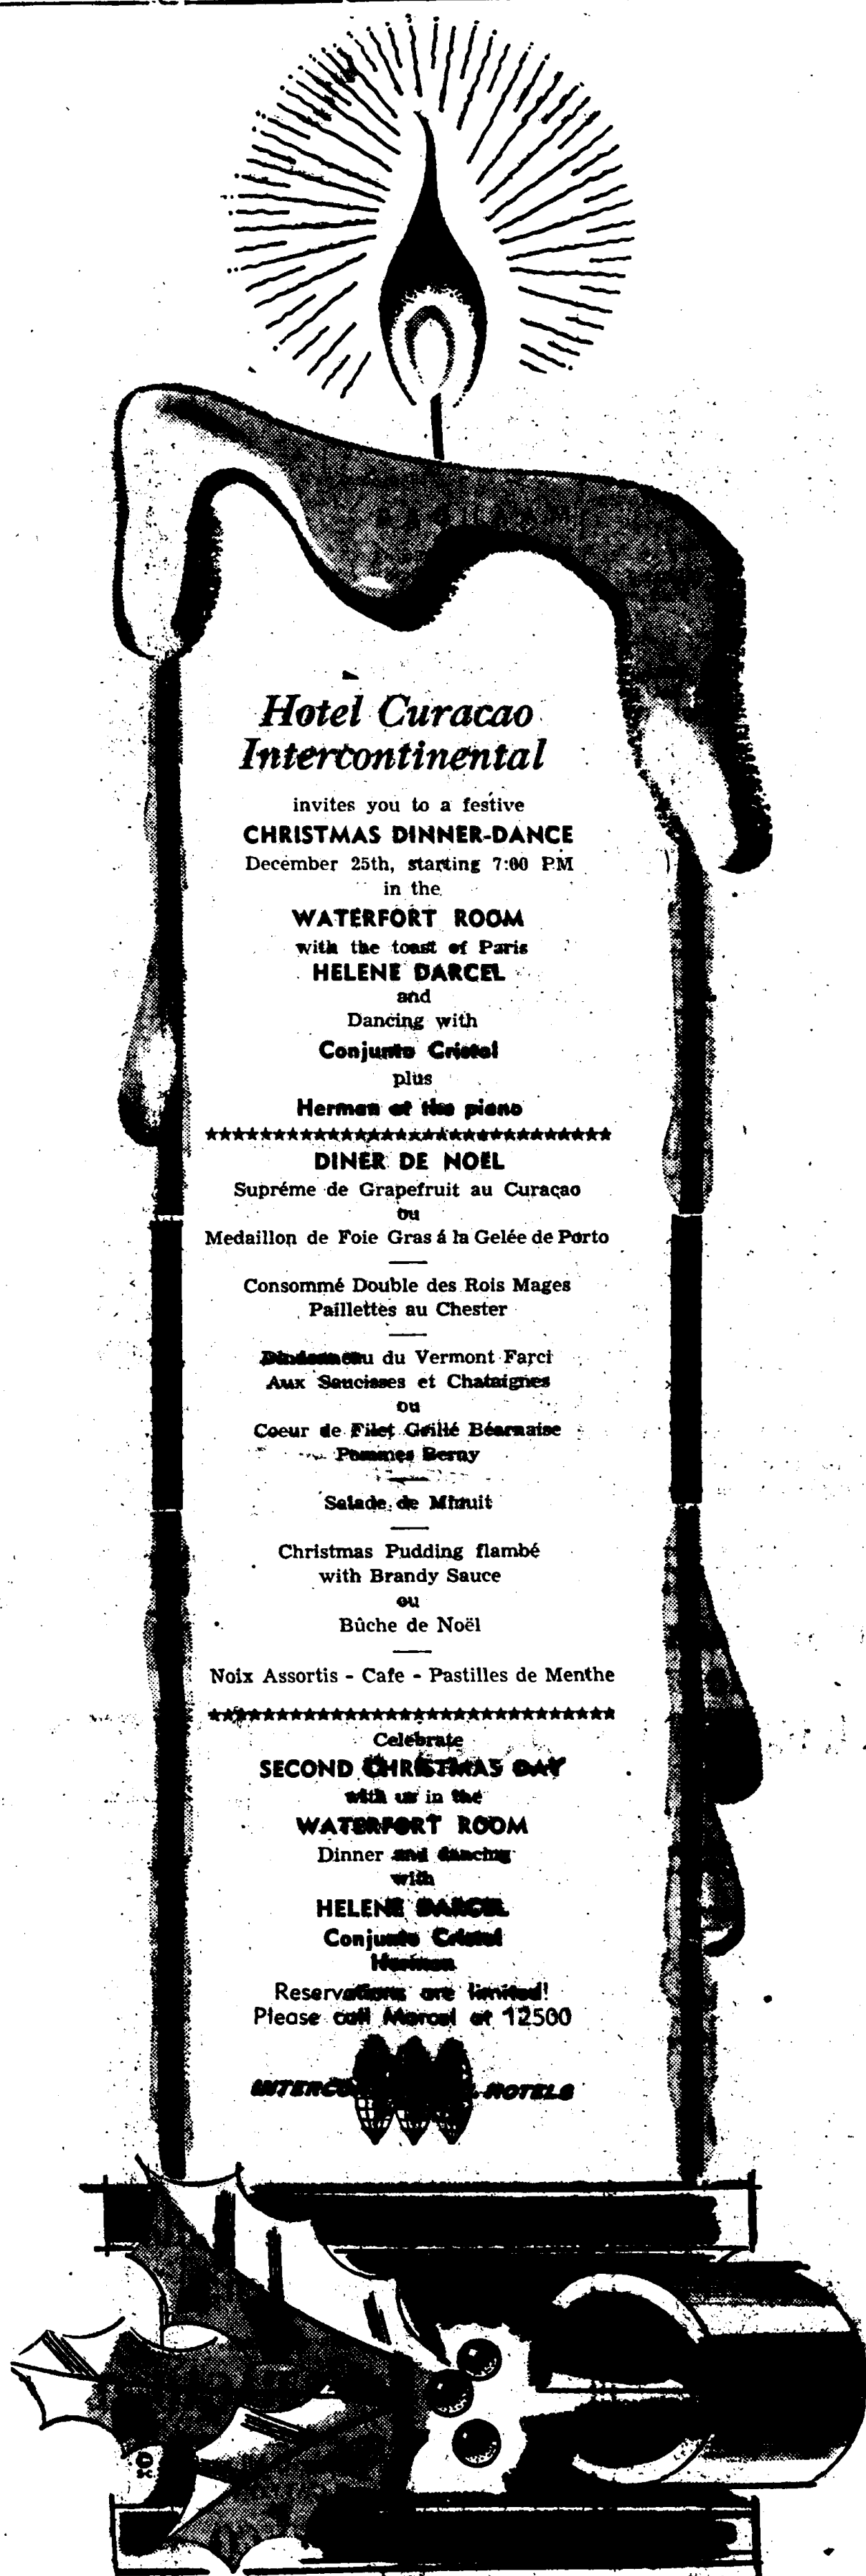 Hotel Curacao
Intercontinental
invites you to a festive
CHRISTMAS DINNER-DANCE
December 25th, starting 7:00 PM
in the
WATERFORT ROOM
with the toast of Paris
HELENE DARCEL
and
Dancing with
Conjunto Cristal
plus
Herman at the piano
★★★★★★★★★★★★★★★★★★★★★★★★★★★★★★
DINER DE NOEL
Supréme de Grapefruit au Curaçao
ou
Medaillon de Foie Gras á la Gelée de Porto
Consommé Double des Rois Mages
Paillettes au Chester
Dindonneau du Vermont Farci
Aux Saucisses et Chataignes
ou
Coeur de Filet Grillé Béarnaise
Pommes Berny
Salade de Minuit
Christmas Pudding flambé
with Brandy Sauce
ou
Bûche de Noël
Noix Assortis - Cafe - Pastilles de Menthe
★★★★★★★★★★★★★★★★★★★★★★★★★★★★★★
Celebrate
SECOND CHRISTMAS DAY
with us in the
WATERFORT ROOM
Dinner and dancing
with
HELENE DARCEL
Conjunto Cristal
Herman
Reservations are limited!
Please call Marcel at 12500
INTERCONTINENTAL HOTELS